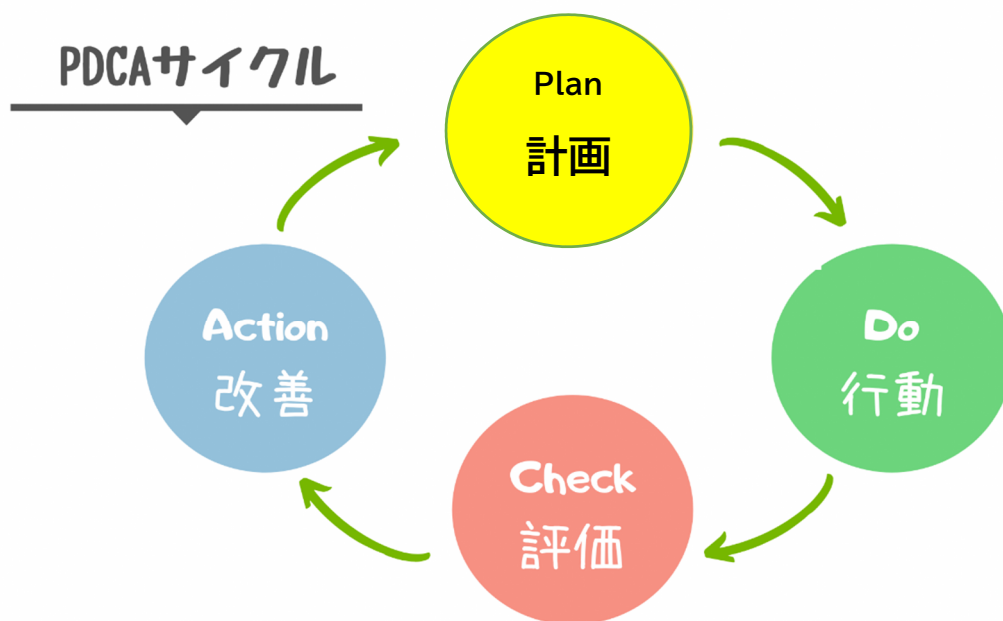 PDCAサイクル
Plan
計画
Do
行動
Check
評価
Action
改善